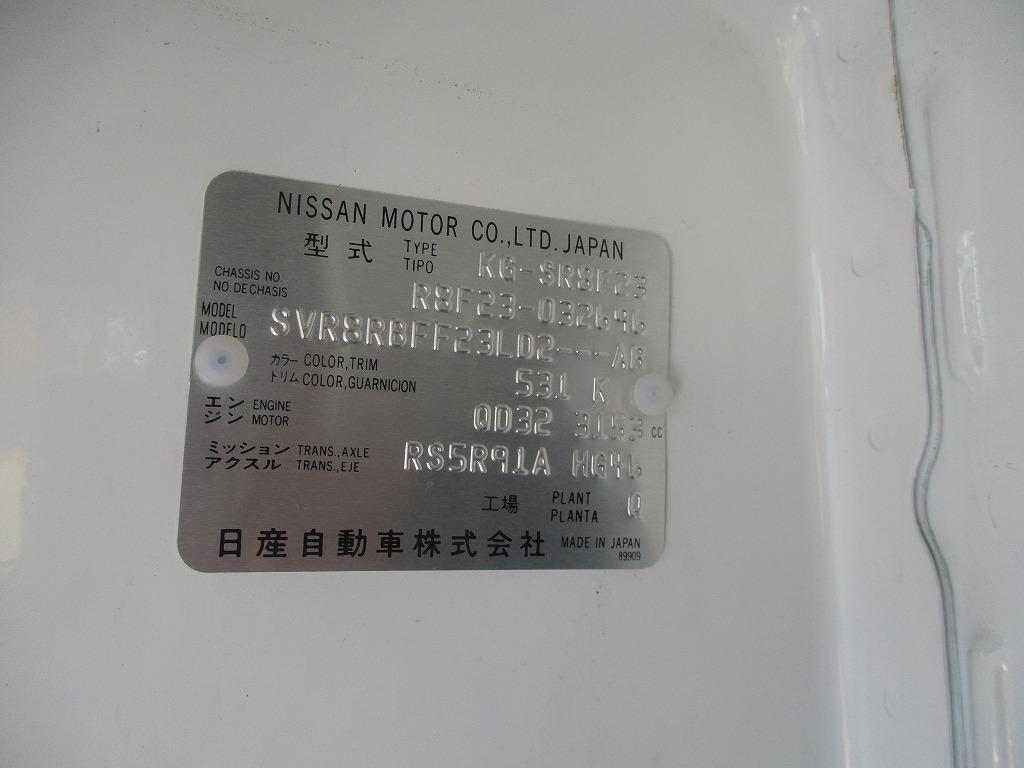 NISSAN MOTOR CO.,LTD. JAPAN
型式 TYPE TIPO KG-SR8F23
CHASSIS NO. NO. DE CHASIS R8F23-032696
MODEL MODELO SVR8RBFF23LD2---AB
カラー COLOR,TRIM トリム COLOR,GUARNICION 531 K
エンジン ENGINE MOTOR QD32 3153 cc
ミッション TRANS.,AXLE アクスル TRANS.,EJE RS5R91A HG46
工場 PLANT PLANTA Q
日産自動車株式会社 MADE IN JAPAN
89909